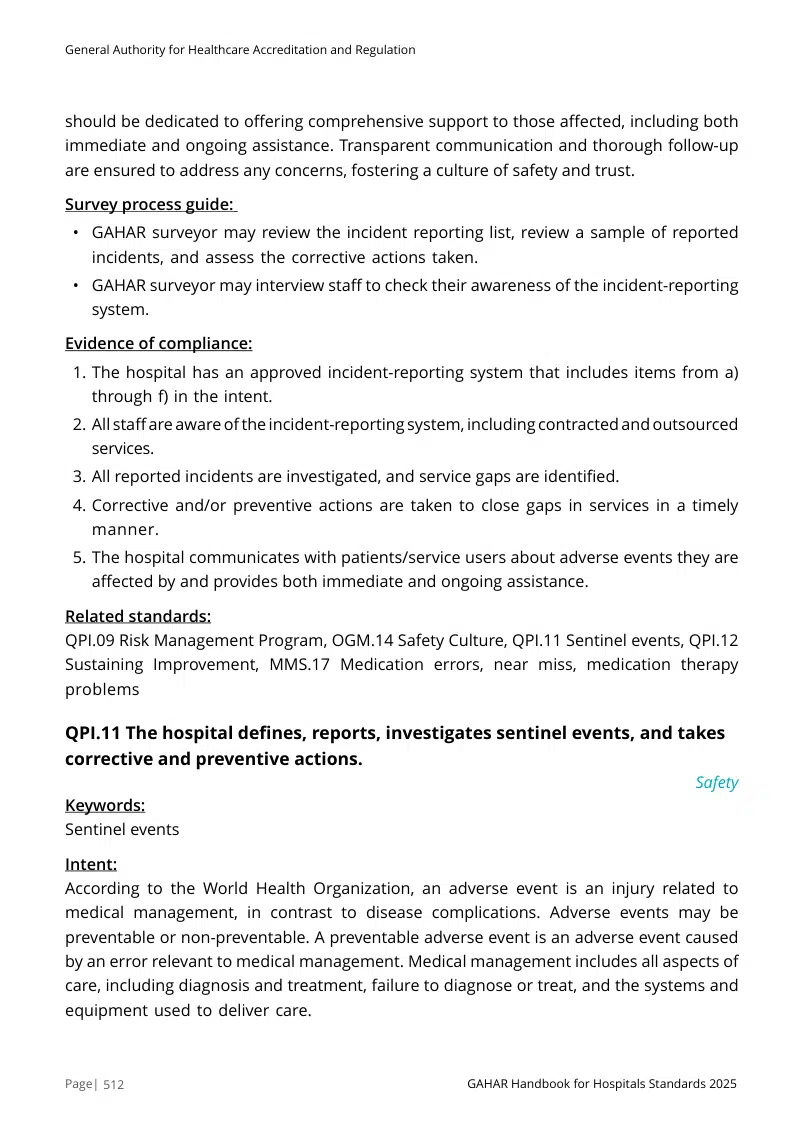 General Authority for Healthcare Accreditation and Regulation
should be dedicated to offering comprehensive support to those affected, including both
immediate and ongoing assistance. Transparent communication and thorough follow-up
are ensured to address any concerns, fostering a culture of safety and trust.
Survey process guide:
• GAHAR surveyor may review the incident reporting list, review a sample of reported
incidents, and assess the corrective actions taken.
• GAHAR surveyor may interview staff to check their awareness of the incident-reporting
system.
Evidence of compliance:
1. The hospital has an approved incident-reporting system that includes items from a)
through f) in the intent.
2. All staff are aware of the incident-reporting system, including contracted and outsourced
services.
3. All reported incidents are investigated, and service gaps are identified.
4. Corrective and/or preventive actions are taken to close gaps in services in a timely
manner.
5. The hospital communicates with patients/service users about adverse events they are
affected by and provides both immediate and ongoing assistance.
Related standards:
QPI.09 Risk Management Program, OGM.14 Safety Culture, QPI.11 Sentinel events, QPI.12
Sustaining Improvement, MMS.17 Medication errors, near miss, medication therapy
problems
QPI.11 The hospital defines, reports, investigates sentinel events, and takes
corrective and preventive actions.
Safety
Keywords:
Sentinel events
Intent:
According to the World Health Organization, an adverse event is an injury related to
medical management, in contrast to disease complications. Adverse events may be
preventable or non-preventable. A preventable adverse event is an adverse event caused
by an error relevant to medical management. Medical management includes all aspects of
care, including diagnosis and treatment, failure to diagnose or treat, and the systems and
equipment used to deliver care.
Page| 512
GAHAR Handbook for Hospitals Standards 2025